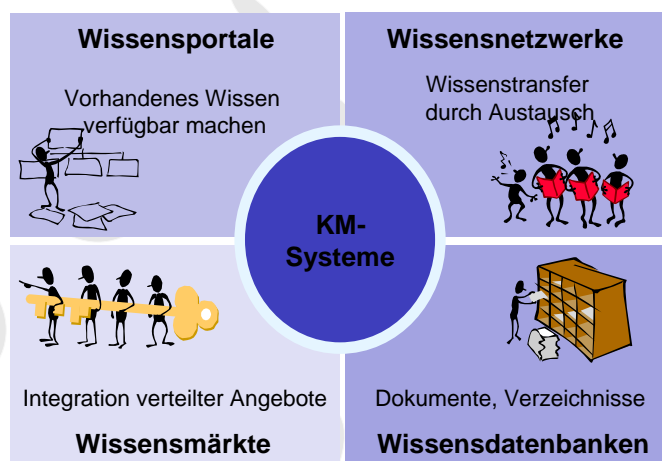 Wissensportale
Vorhandenes Wissen
verfügbar machen
Wissensnetzwerke
Wissenstransfer
durch Austausch
KM-
Systeme
Integration verteilter Angebote
Wissensmärkte
Dokumente, Verzeichnisse
Wissensdatenbanken